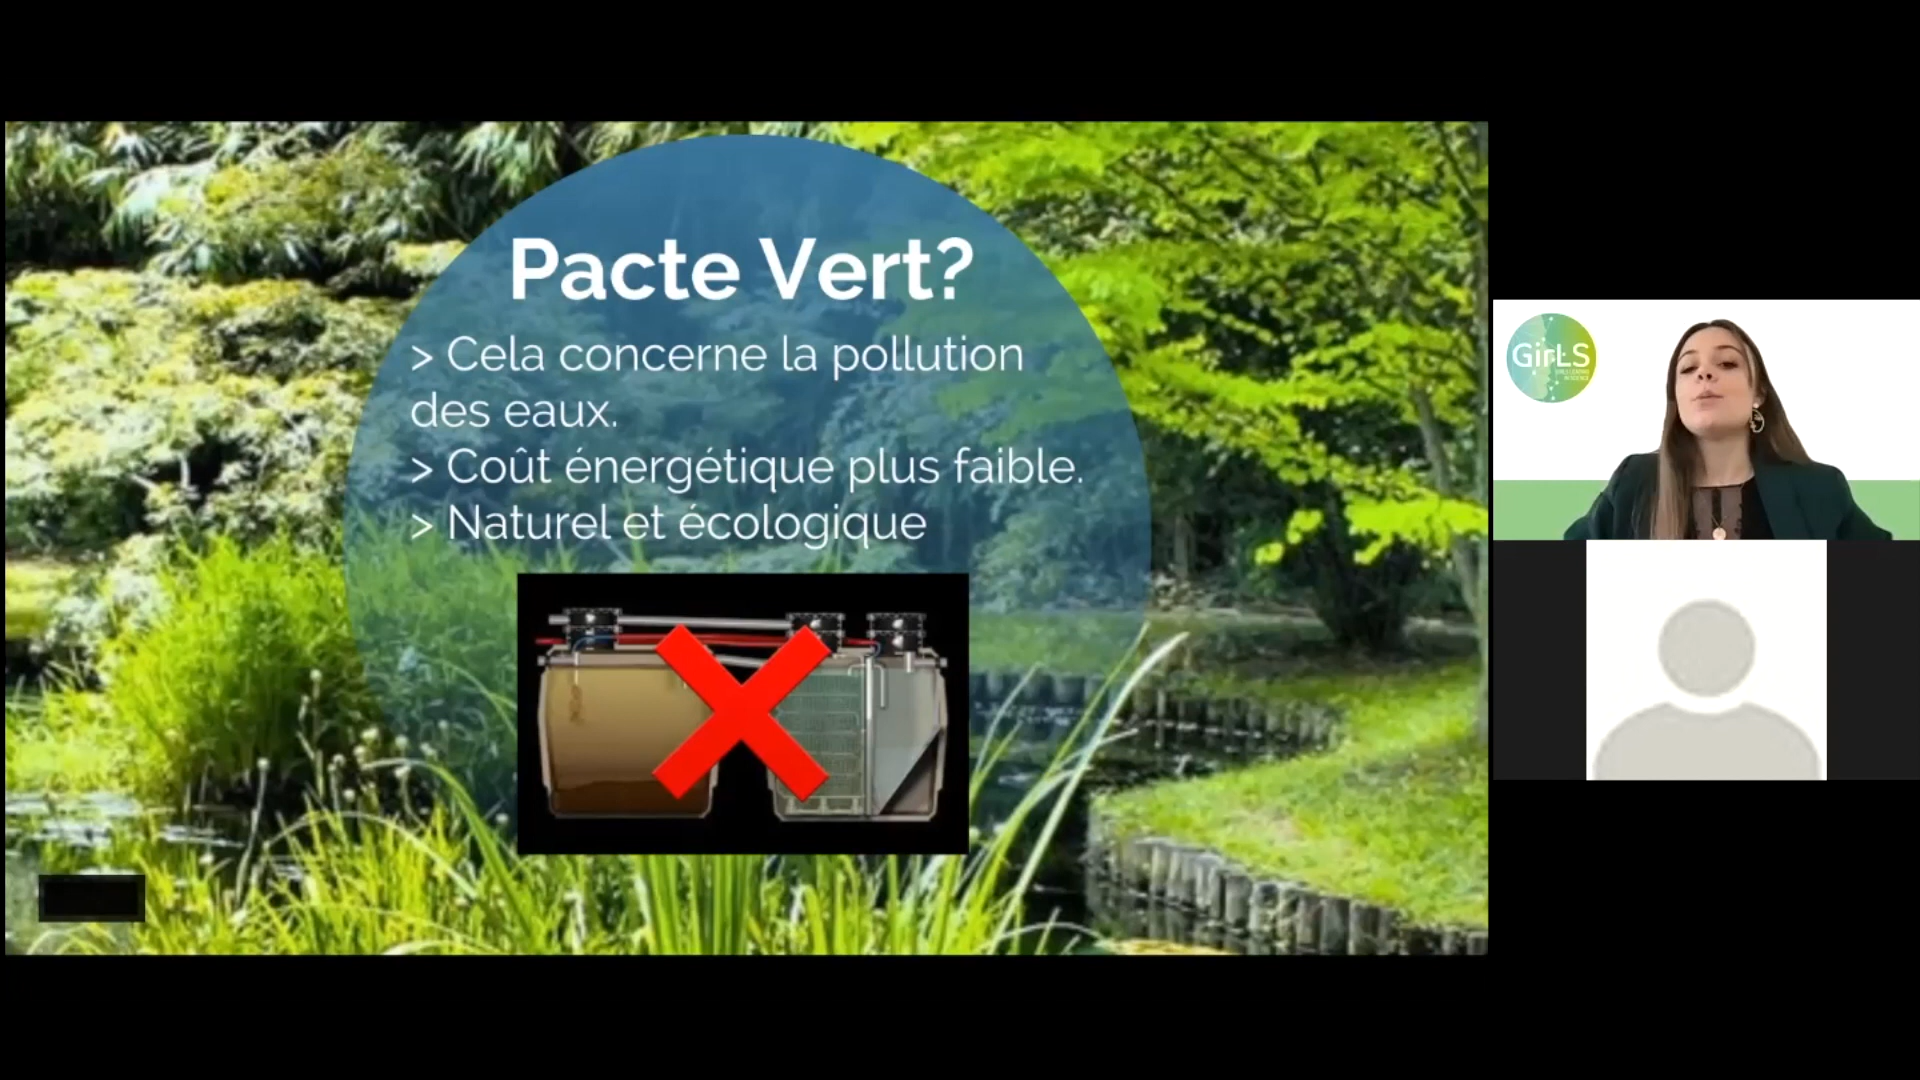 Pacte Vert?
> Cela concerne la pollution
des eaux.
> Coût énergétique plus faible.
> Naturel et écologique
GirLS